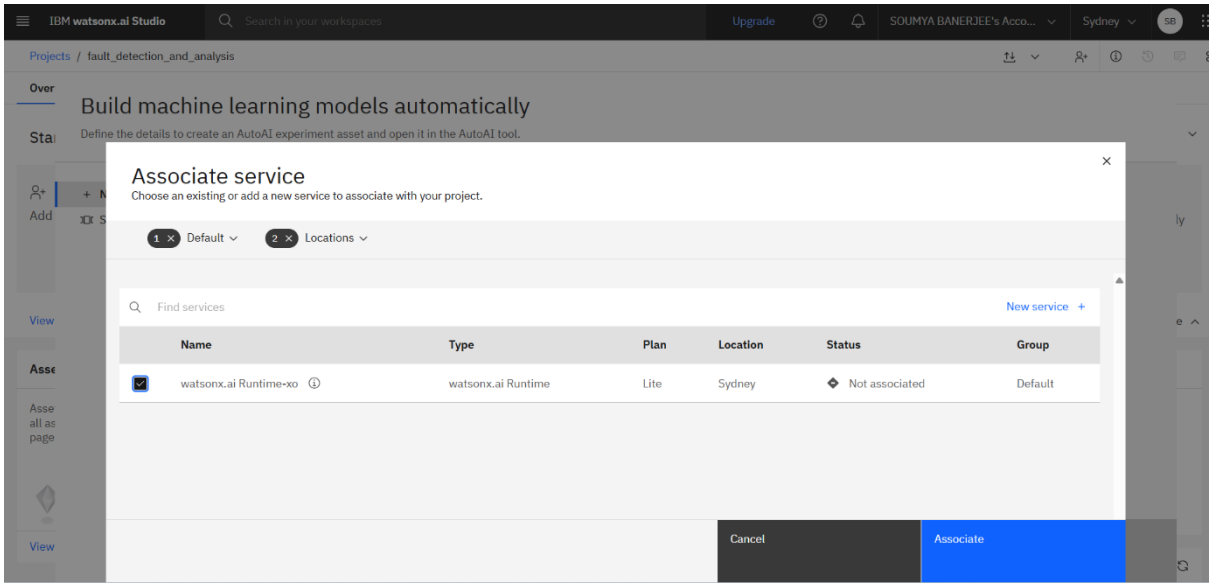 IBM watsonx.ai Studio
Search in your workspaces
Upgrade
SOUMYA BANERJEE's Acco...
Sydney
SB
Projects / fault_detection_and_analysis
Over
Build machine learning models automatically
Define the details to create an AutoAI experiment asset and open it in the AutoAI tool.
Star
Associate service
Choose an existing or add a new service to associate with your project.
+ N
Add
S
ly
1 × Default
2 × Locations
Find services
New service +
View
e
Name Type Plan Location Status Group
Asse
watsonx.ai Runtime-xo watsonx.ai Runtime Lite Sydney Not associated Default
Asse
all as
page
Cancel
Associate
View